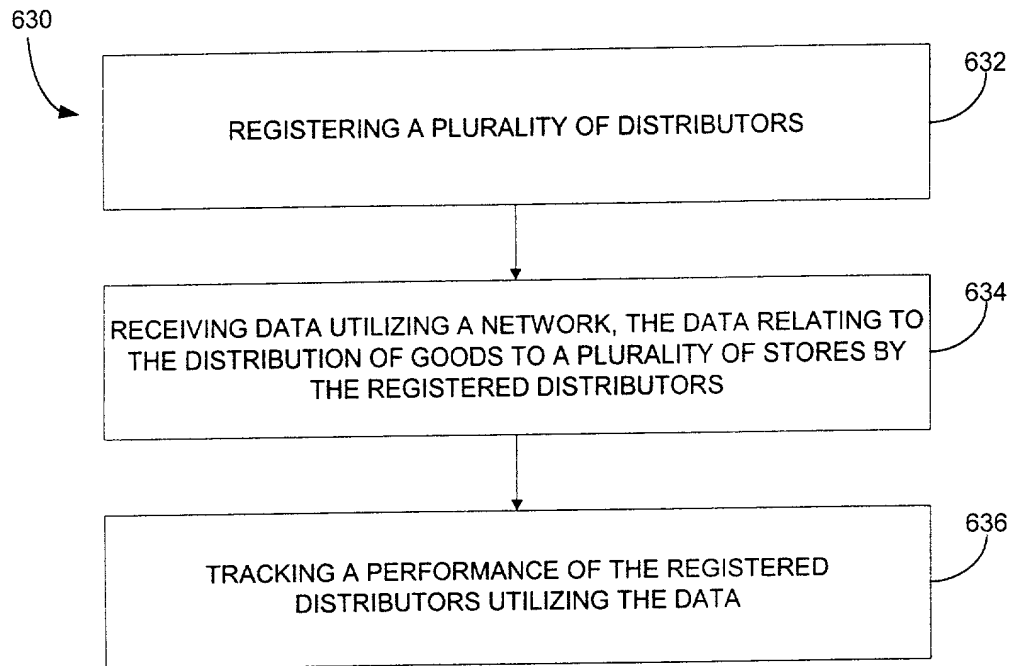 630
632
REGISTERING A PLURALITY OF DISTRIBUTORS
634
RECEIVING DATA UTILIZING A NETWORK, THE DATA RELATING TO
THE DISTRIBUTION OF GOODS TO A PLURALITY OF STORES BY
THE REGISTERED DISTRIBUTORS
636
TRACKING A PERFORMANCE OF THE REGISTERED
DISTRIBUTORS UTILIZING THE DATA